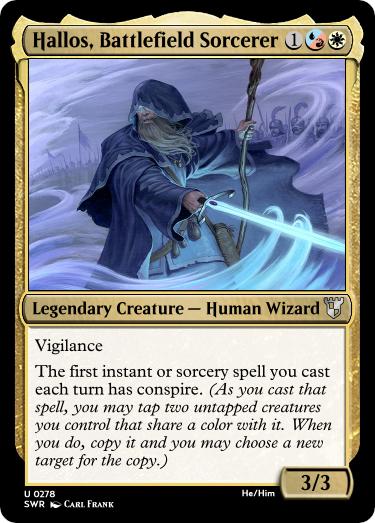 Hallos, Battlefield Sorcerer 1
Legendary Creature — Human Wizard
Vigilance
The first instant or sorcery spell you cast
each turn has conspire. (As you cast that
spell, you may tap two untapped creatures
you control that share a color with it. When
you do, copy it and you may choose a new
target for the copy.)
3/3
U 0278 He/Him
SWR CARL FRANK